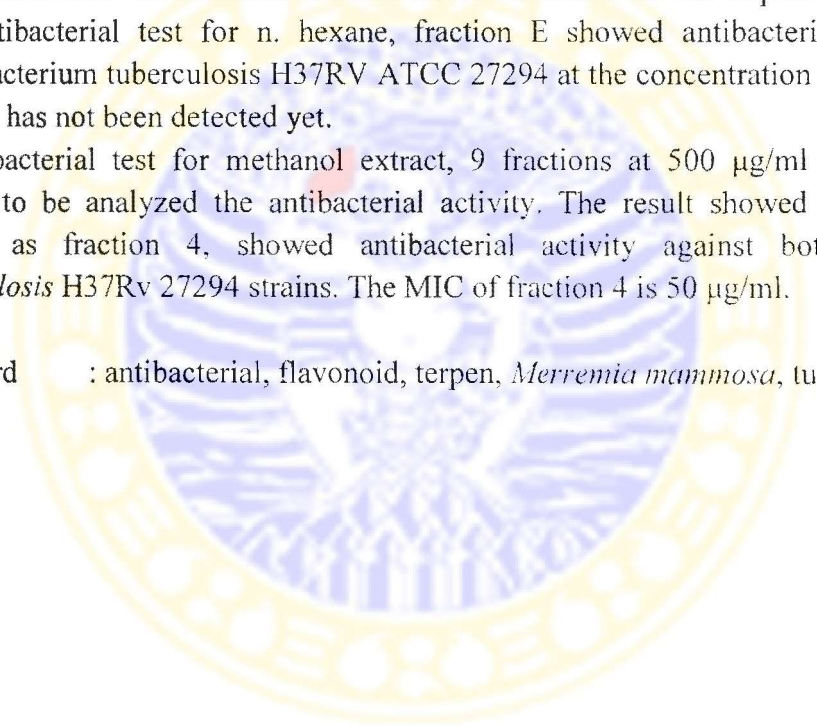 tibacterial test for n. hexane, fraction E showed antibacteri
acterium tuberculosis H37RV ATCC 27294 at the concentration
has not been detected yet.
bacterial test for methanol extract, 9 fractions at 500 µg/ml
to be analyzed the antibacterial activity. The result showed
as fraction 4, showed antibacterial activity against bot
losis H37Rv 27294 strains. The MIC of fraction 4 is 50 µg/ml.
rd : antibacterial, flavonoid, terpen, Merremia mammosa, tu